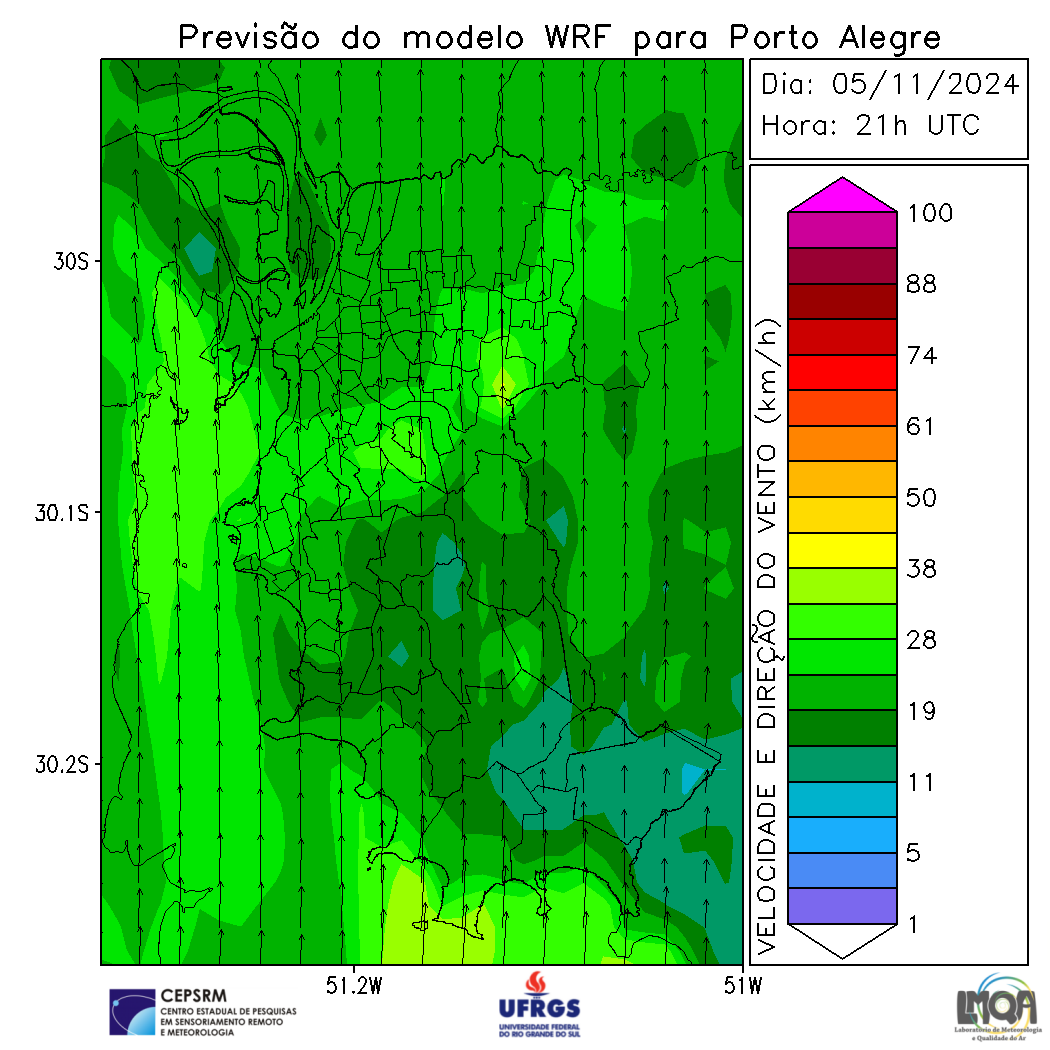 Previsão do modelo WRF para Porto Alegre
Dia: 05/11/2024
Hora: 21h UTC
30S
30.1S
30.2S
51.2W
51W
VELOCIDADE E DIREÇÃO DO VENTO (km/h)
100
88
74
61
50
38
28
19
11
5
1
CEPSRM
CENTRO ESTADUAL DE PESQUISAS
EM SENSORIAMENTO REMOTO
E METEOROLOGIA
UFRGS
UNIVERSIDADE FEDERAL
DO RIO GRANDE DO SUL
LMQA
Laboratório de Meteorologia
e Qualidade do Ar